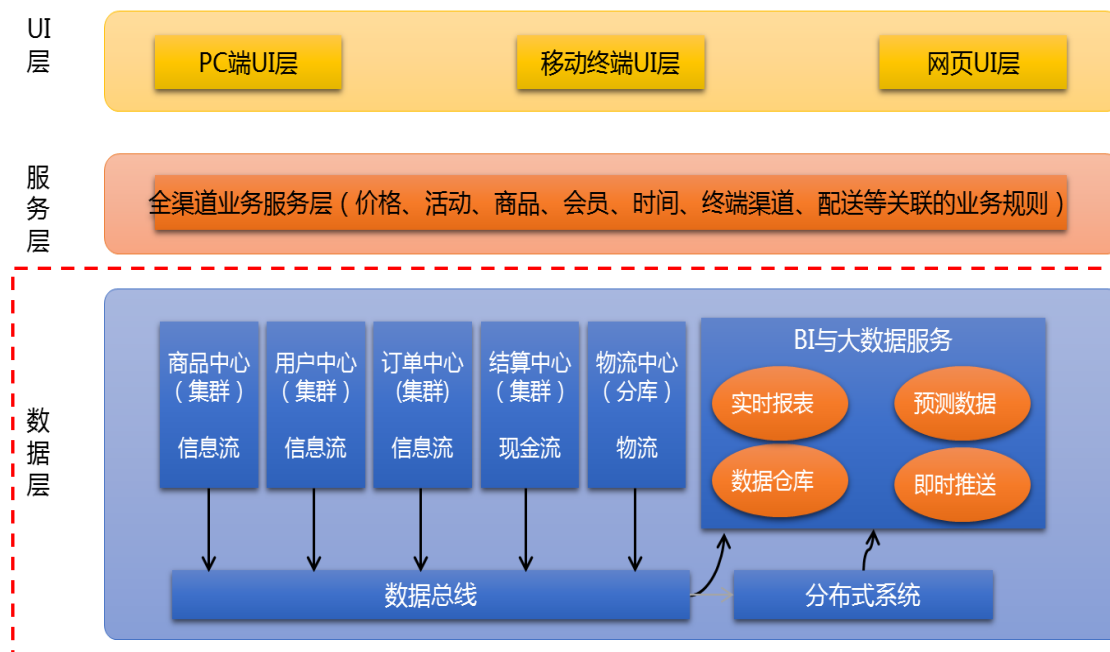 UI
层
PC端UI层
移动终端UI层
网页UI层
服
务
层
全渠道业务服务层（价格、活动、商品、会员、时间、终端渠道、配送等关联的业务规则）
数
据
层
商品中心
（集群）
信息流
用户中心
（集群）
信息流
订单中心
(集群)
信息流
结算中心
（集群）
现金流
物流中心
（分库）
物流
BI与大数据服务
实时报表
预测数据
数据仓库
即时推送
数据总线
分布式系统